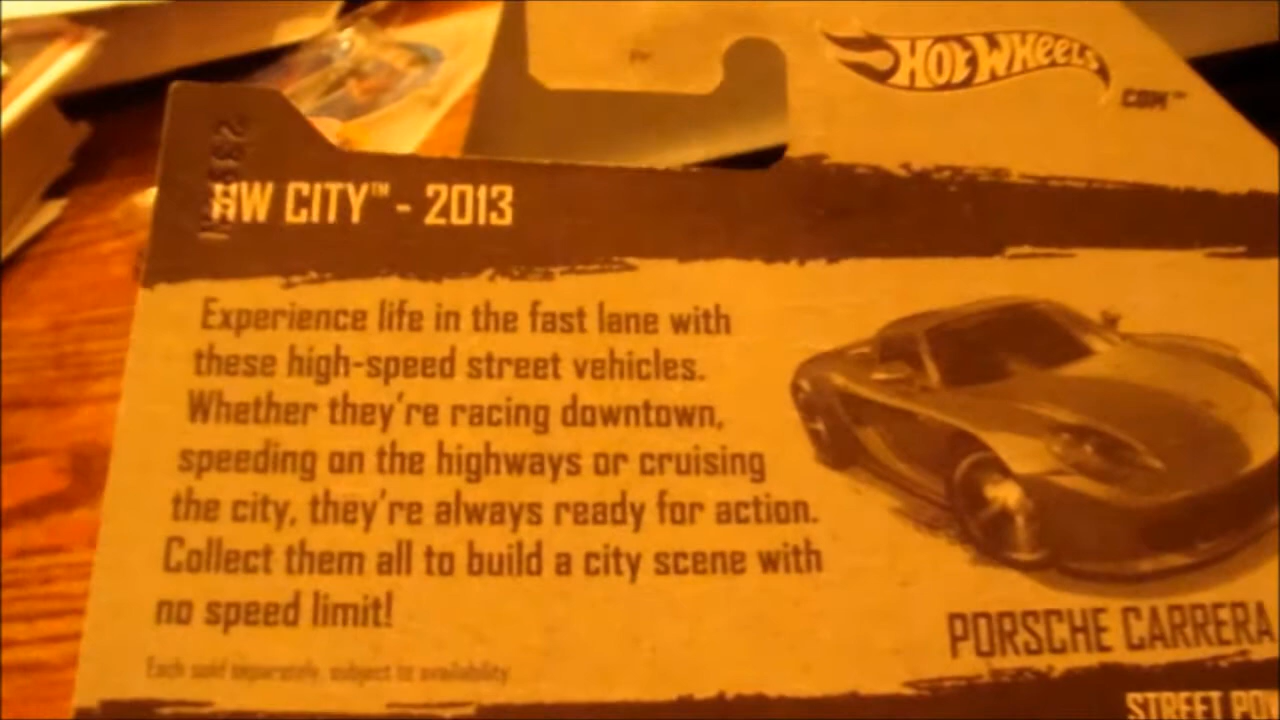 HOT WHEELS
.COM™
HW CITY™ - 2013
Experience life in the fast lane with
these high-speed street vehicles.
Whether they're racing downtown,
speeding on the highways or cruising
the city, they're always ready for action.
Collect them all to build a city scene with
no speed limit!
Each sold separately, subject to availability.
PORSCHE CARRERA
STREET